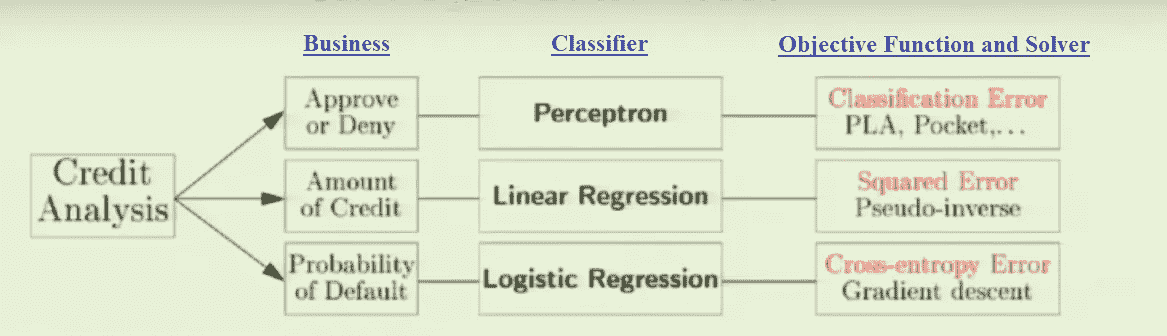 Business
Classifier
Objective Function and Solver
Credit
Analysis
Approve
or Deny
Perceptron
Classification Error
PLA, Pocket,...
Amount
of Credit
Linear Regression
Squared Error
Pseudo-inverse
Probability
of Default
Logistic Regression
Cross-entropy Error
Gradient descent